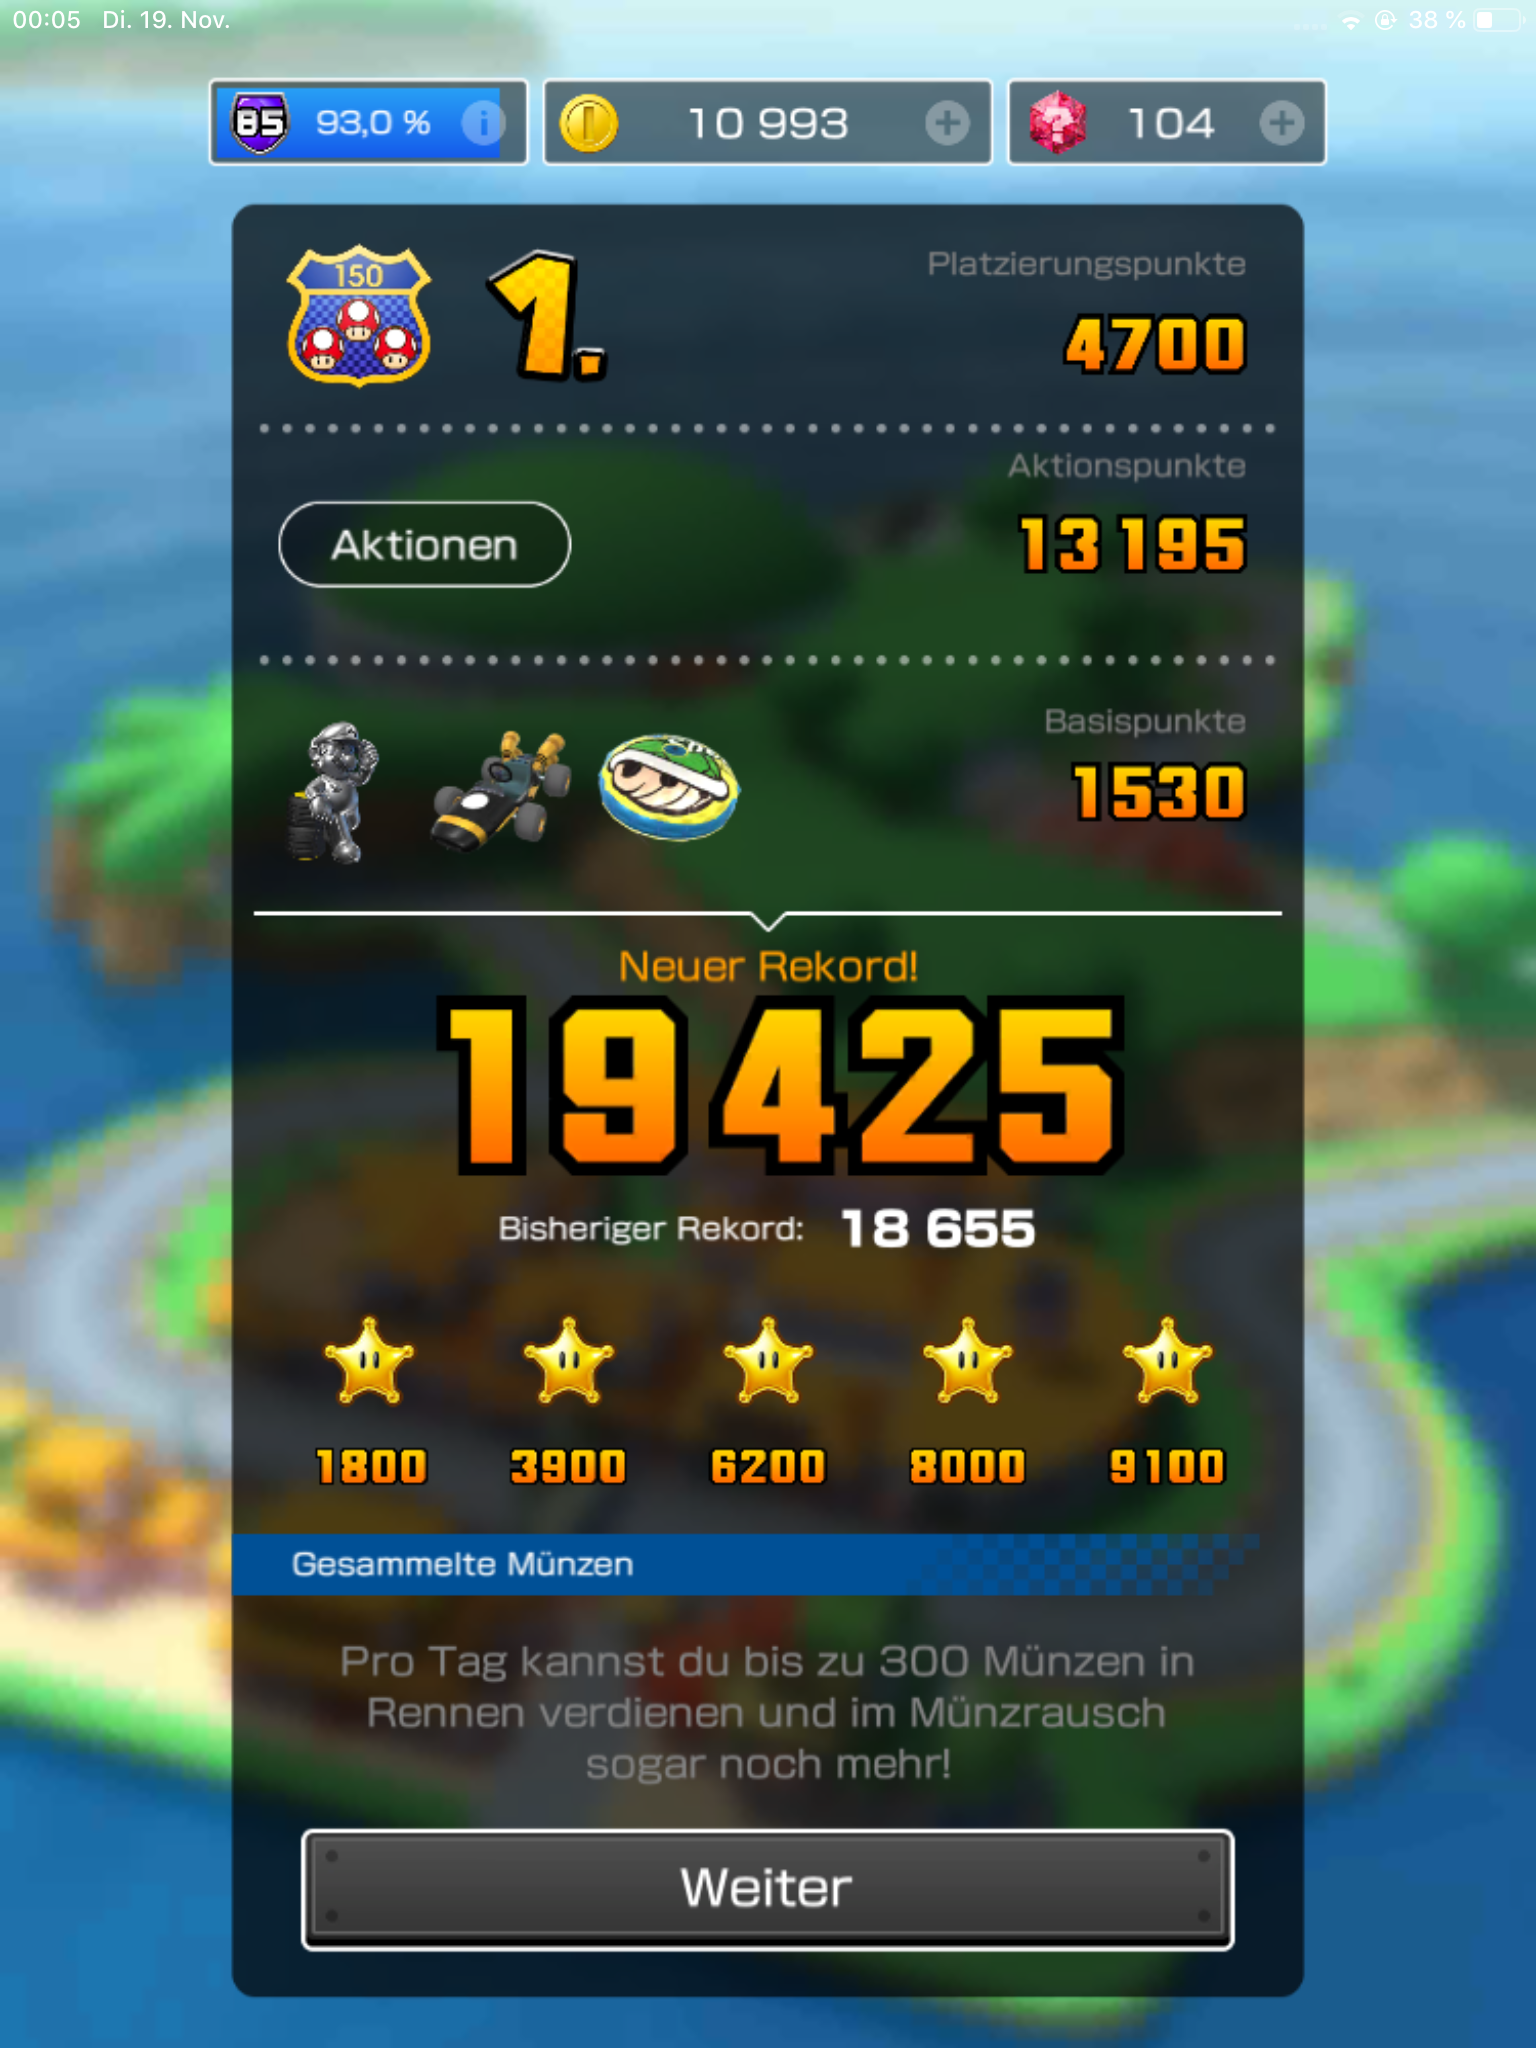 00:05 Di. 19. Nov. 38 %
85 93,0 % 10 993 104
150
1.
Platzierungspunkte
4700
Aktionspunkte
Aktionen
13 195
Basispunkte
1530
Neuer Rekord!
19 425
Bisheriger Rekord: 18 655
1800 3900 6200 8000 9100
Gesammelte Münzen
Pro Tag kannst du bis zu 300 Münzen in
Rennen verdienen und im Münzrausch
sogar noch mehr!
Weiter